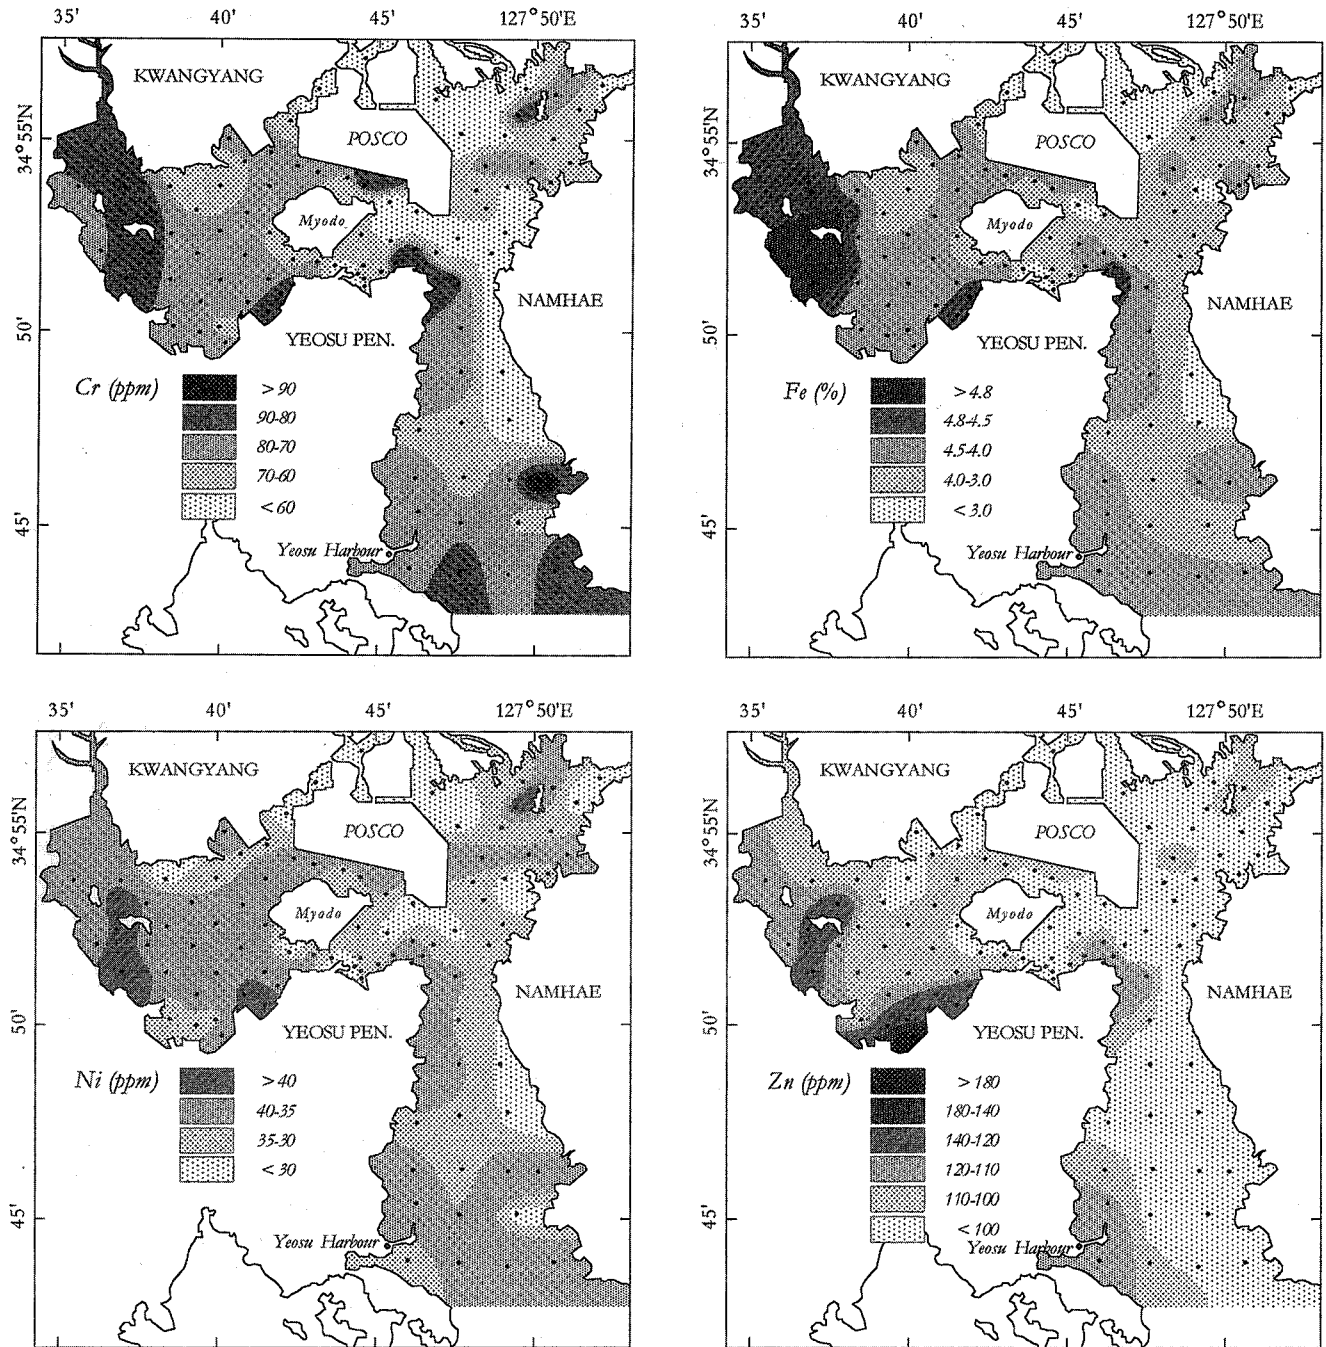 35' 40' 45' 127°50'E
34°55'N
50'
45'
KWANGYANG
POSCO
Myodo
NAMHAE
YEOSU PEN.
Cr (ppm)
> 90
90-80
80-70
70-60
< 60
Yeosu Harbour
35' 40' 45' 127°50'E
34°55'N
50'
45'
KWANGYANG
POSCO
Myodo
NAMHAE
YEOSU PEN.
Fe (%)
> 4.8
4.8-4.5
4.5-4.0
4.0-3.0
< 3.0
Yeosu Harbour
35' 40' 45' 127°50'E
34°55'N
50'
45'
KWANGYANG
POSCO
Myodo
NAMHAE
YEOSU PEN.
Ni (ppm)
> 40
40-35
35-30
< 30
Yeosu Harbour
35' 40' 45' 127°50'E
34°55'N
50'
45'
KWANGYANG
POSCO
Myodo
NAMHAE
YEOSU PEN.
Zn (ppm)
> 180
180-140
140-120
120-110
110-100
< 100
Yeosu Harbour